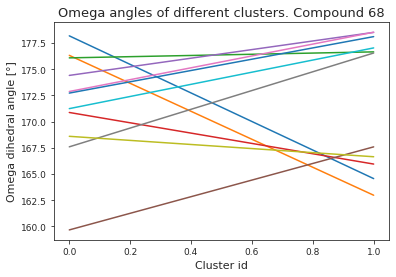 Omega angles of different clusters. Compound 68
177.5
175.0
172.5
170.0
167.5
165.0
162.5
160.0
Omega dihedral angle [°]
0.0 0.2 0.4 0.6 0.8 1.0
Cluster id